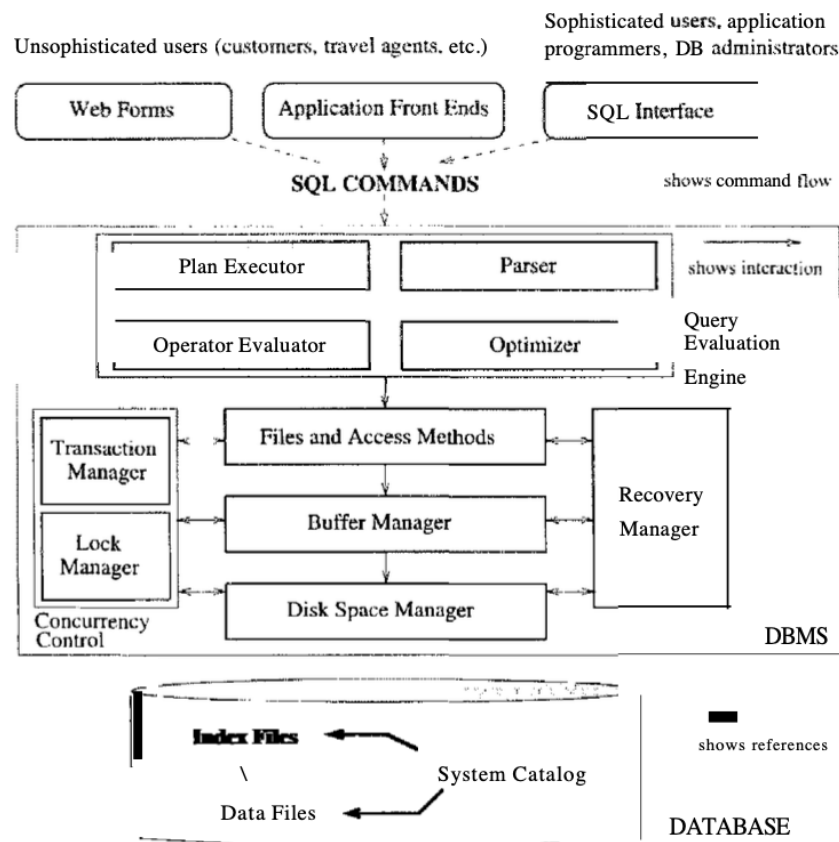 Unsophisticated users (customers, travel agents, etc.)
Sophisticated users, application
programmers, DB administrators
Web Forms
Application Front Ends
SQL Interface
SQL COMMANDS
shows command flow
Plan Executor
Parser
shows interaction
Operator Evaluator
Optimizer
Query
Evaluation
Engine
Transaction
Manager
Files and Access Methods
Recovery
Manager
Buffer Manager
Lock
Manager
Disk Space Manager
Concurrency
Control
DBMS
Index Files
shows references
\
System Catalog
Data Files
DATABASE